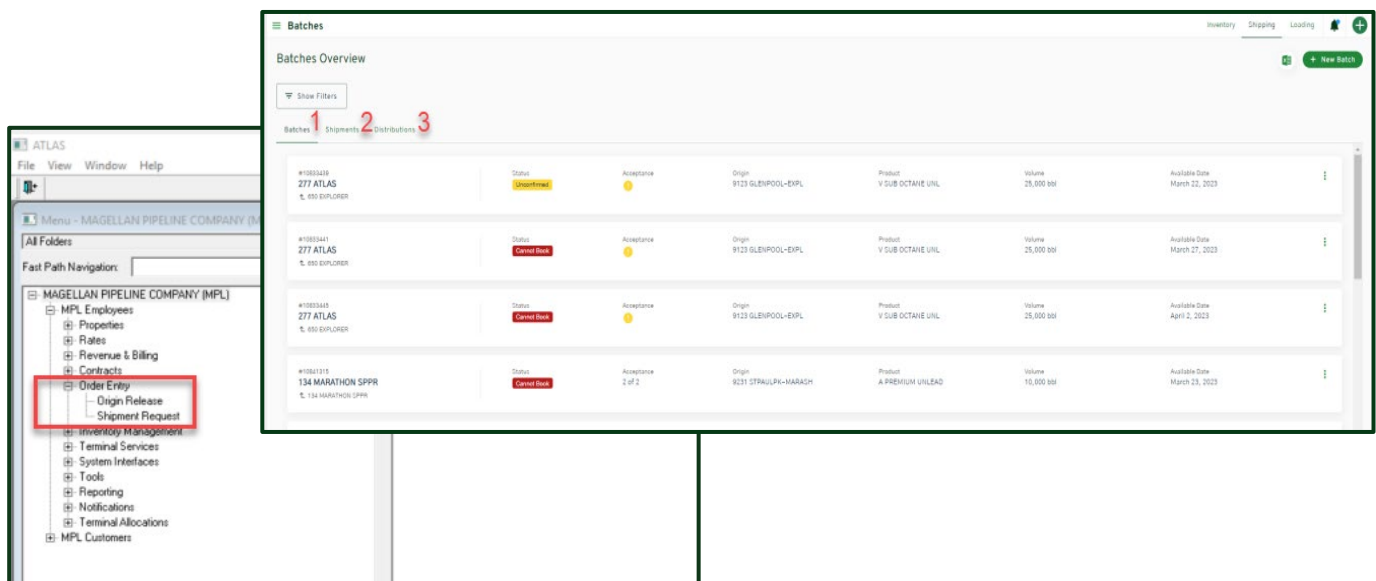 Batches
Inventory Shipping Loading
Batches Overview
+ New Batch
Show Filters
Batches 1 Shipments 2 Distributions 3
#10833439 Status Acceptance Origin Product Volume Available Date
277 ATLAS Unconfirmed 9123 GLENPOOL-EXPL V SUB OCTANE UNL 25,000 bbl March 22, 2023
650 EXPLORER
#10833441 Status Acceptance Origin Product Volume Available Date
277 ATLAS Cannot Book 9123 GLENPOOL-EXPL V SUB OCTANE UNL 25,000 bbl March 27, 2023
650 EXPLORER
#10833445 Status Acceptance Origin Product Volume Available Date
277 ATLAS Cannot Book 9123 GLENPOOL-EXPL V SUB OCTANE UNL 25,000 bbl April 2, 2023
650 EXPLORER
#10841315 Status Acceptance Origin Product Volume Available Date
134 MARATHON SPPR Cannot Book 2 of 2 9231 STPAULPK-MARASH A PREMIUM UNLEAD 10,000 bbl March 23, 2023
134 MARATHON SPPR
ATLAS
File View Window Help
Menu - MAGELLAN PIPELINE COMPANY
All Folders
Fast Path Navigation:
MAGELLAN PIPELINE COMPANY (MPL)
MPL Employees
Properties
Rates
Revenue & Billing
Contracts
Order Entry
Origin Release
Shipment Request
Inventory Management
Terminal Services
System Interfaces
Tools
Reporting
Notifications
Terminal Allocations
MPL Customers